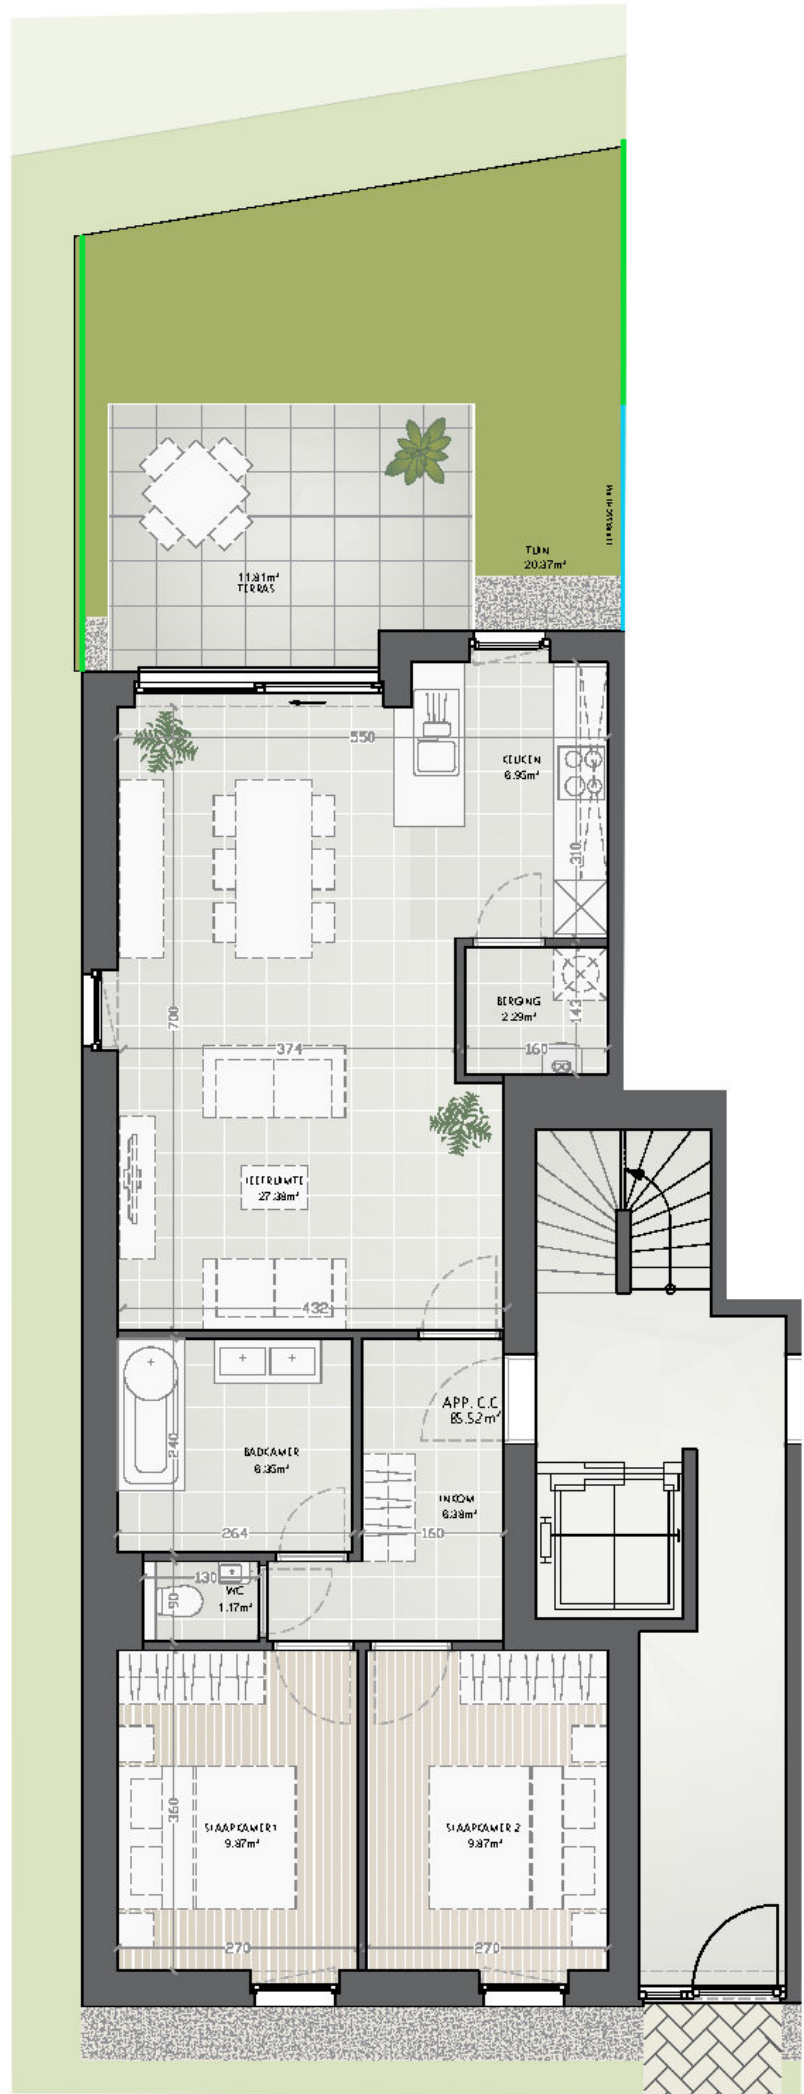 TUIN
20.37m²
11.81m²
TERRAS
550
KEUKEN
6.95m²
310
700
BERGING
2.29m²
143
374
160
LEEFRUIMTE
27.38m²
432
APP. C.C
85.52m²
240
BADKAMER
6.35m²
INKOM
6.38m²
264
160
130
WC
1.17m²
90
360
SLAAPKAMER 1
9.87m²
SLAAPKAMER 2
9.87m²
270
270